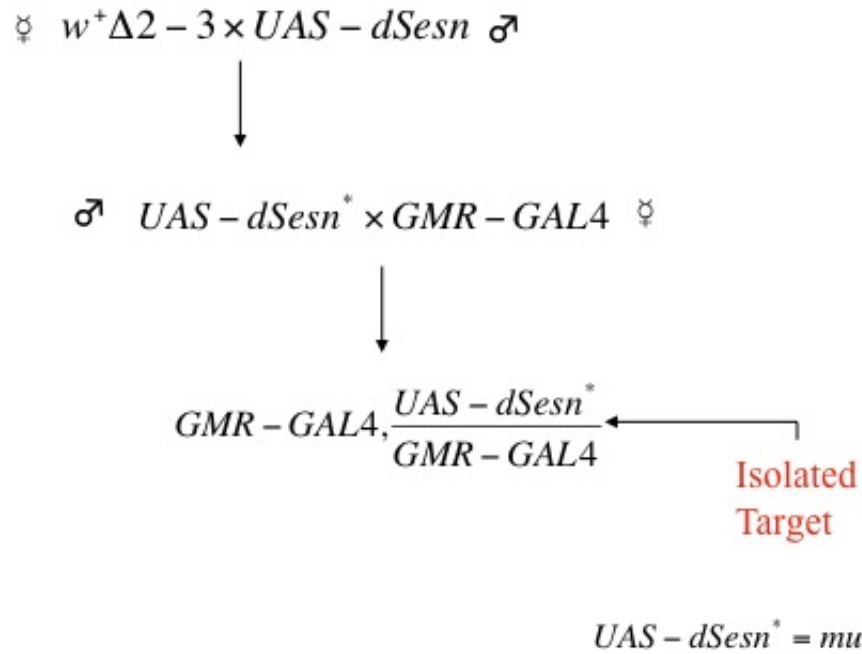 ☿ w⁺Δ2 – 3 × UAS – dSesn ♂
♂ UAS – dSesn* × GMR – GAL4 ☿
UAS – dSesn*
GMR – GAL4,
GMR – GAL4
Isolated
Target
UAS – dSesn* = mu